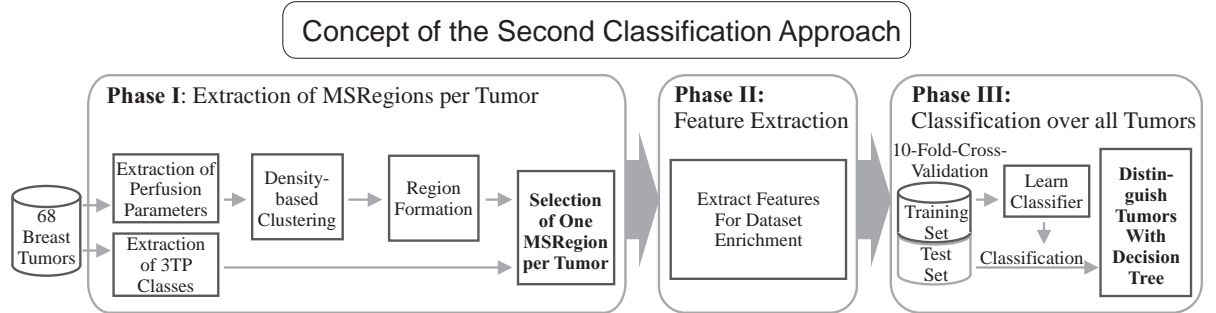 Concept of the Second Classification Approach
Phase I: Extraction of MSRegions per Tumor
68
Breast
Tumors
Extraction of
Perfusion
Parameters
Density-
based
Clustering
Region
Formation
Extraction
of 3TP
Classes
Selection
of One
MSRegion
per Tumor
Phase II:
Feature Extraction
Extract Features
For Dataset
Enrichment
Phase III:
Classification over all Tumors
10-Fold-Cross-
Validation
Training
Set
Test
Set
Learn
Classifier
Classification
Distin-
guish
Tumors
With
Decision
Tree